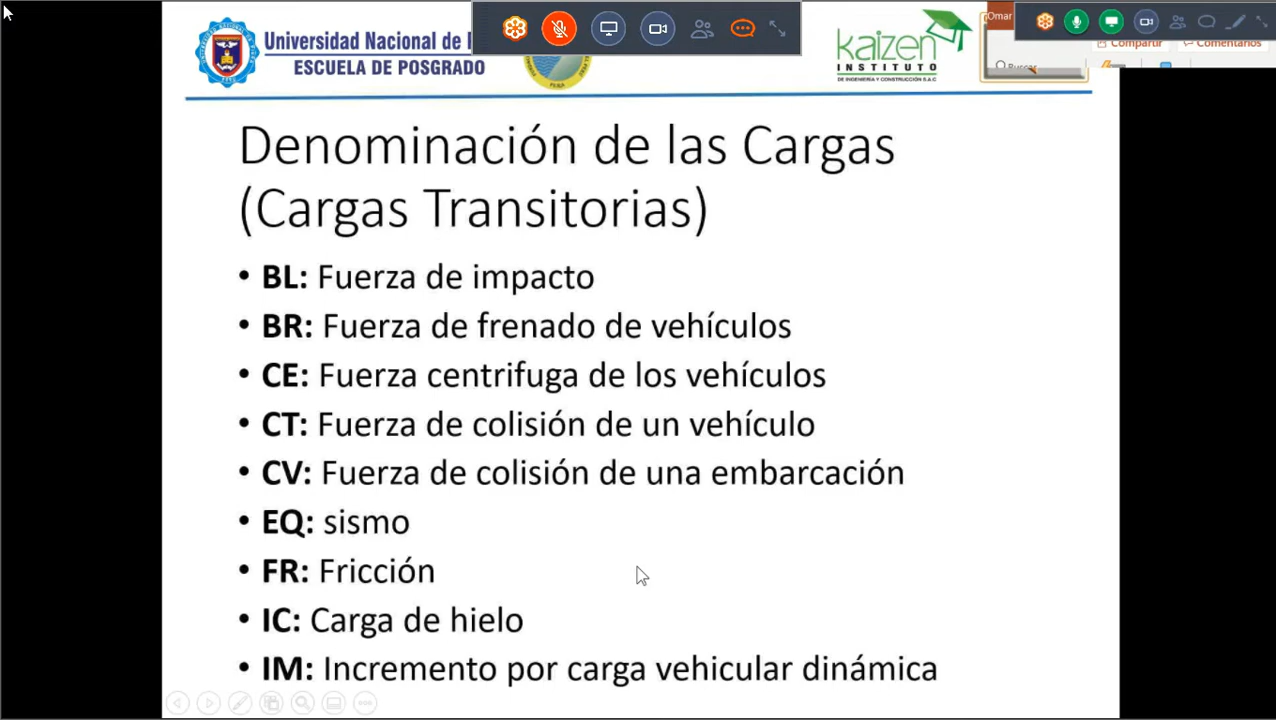 Universidad Nacional de
ESCUELA DE POSGRADO
kaizen
INSTITUTO
DE INGENIERÍA Y CONSTRUCCIÓN S.A.C
Omar
Compartir
Comentarios
Buscar
Denominación de las Cargas
(Cargas Transitorias)
• BL: Fuerza de impacto
• BR: Fuerza de frenado de vehículos
• CE: Fuerza centrifuga de los vehículos
• CT: Fuerza de colisión de un vehículo
• CV: Fuerza de colisión de una embarcación
• EQ: sismo
• FR: Fricción
• IC: Carga de hielo
• IM: Incremento por carga vehicular dinámica